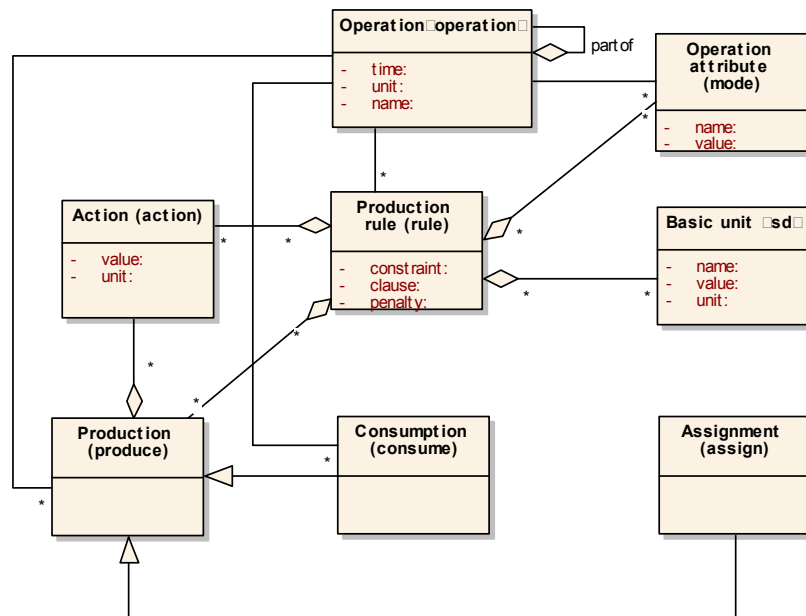 Operation□operation□
- time:
- unit:
- name:
part of
Operation
attribute
(mode)
- name:
- value:
*
*
*
Action (action)
- value:
- unit:
*
*
Production
rule (rule)
- constraint:
- clause:
- penalty:
*
Basic unit □sd□
- name:
- value:
- unit:
*
*
*
*
*
Production
(produce)
*
Consumption
(consume)
*
Assignment
(assign)